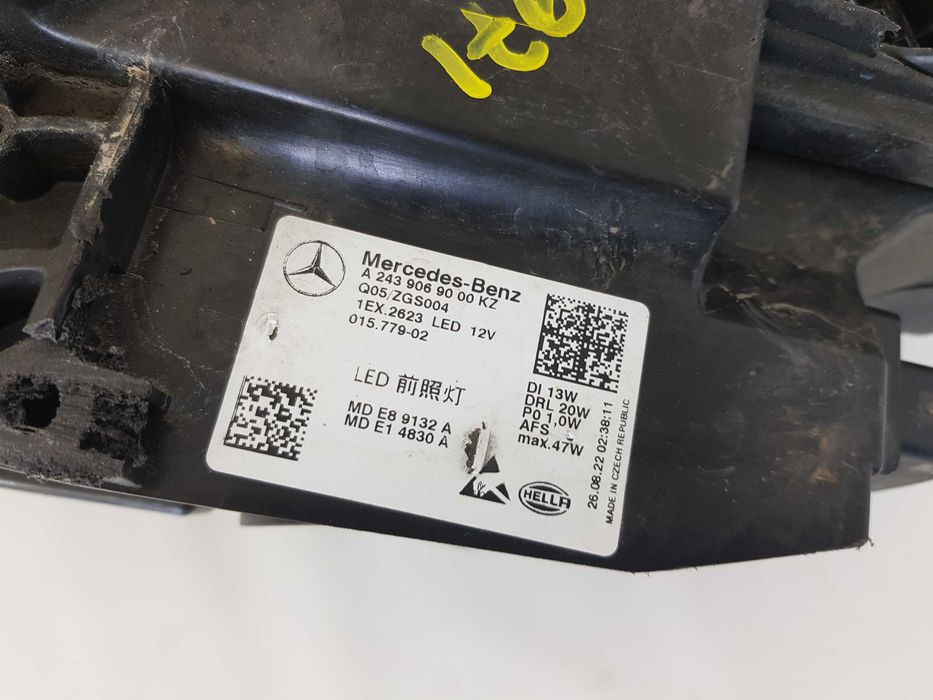 Mercedes-Benz
A 243 906 90 00 KZ
Q05/ZGS004
1EX.2623 LED 12V
015.779-02
LED 前照灯
MD E8 9132 A
MD E1 4830 A
DI 13W
DRL 20W
PO 1,0W
AFS
max.47W
HELLA
26.08.22 02:38:11
MADE IN CZECH REPUBLIC